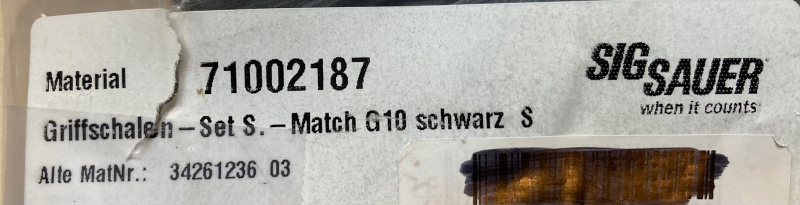 Material 71002187
SIG SAUER
when it counts
Griffschalen – Set S. – Match G10 schwarz S
Alte MatNr.: 34261236 03